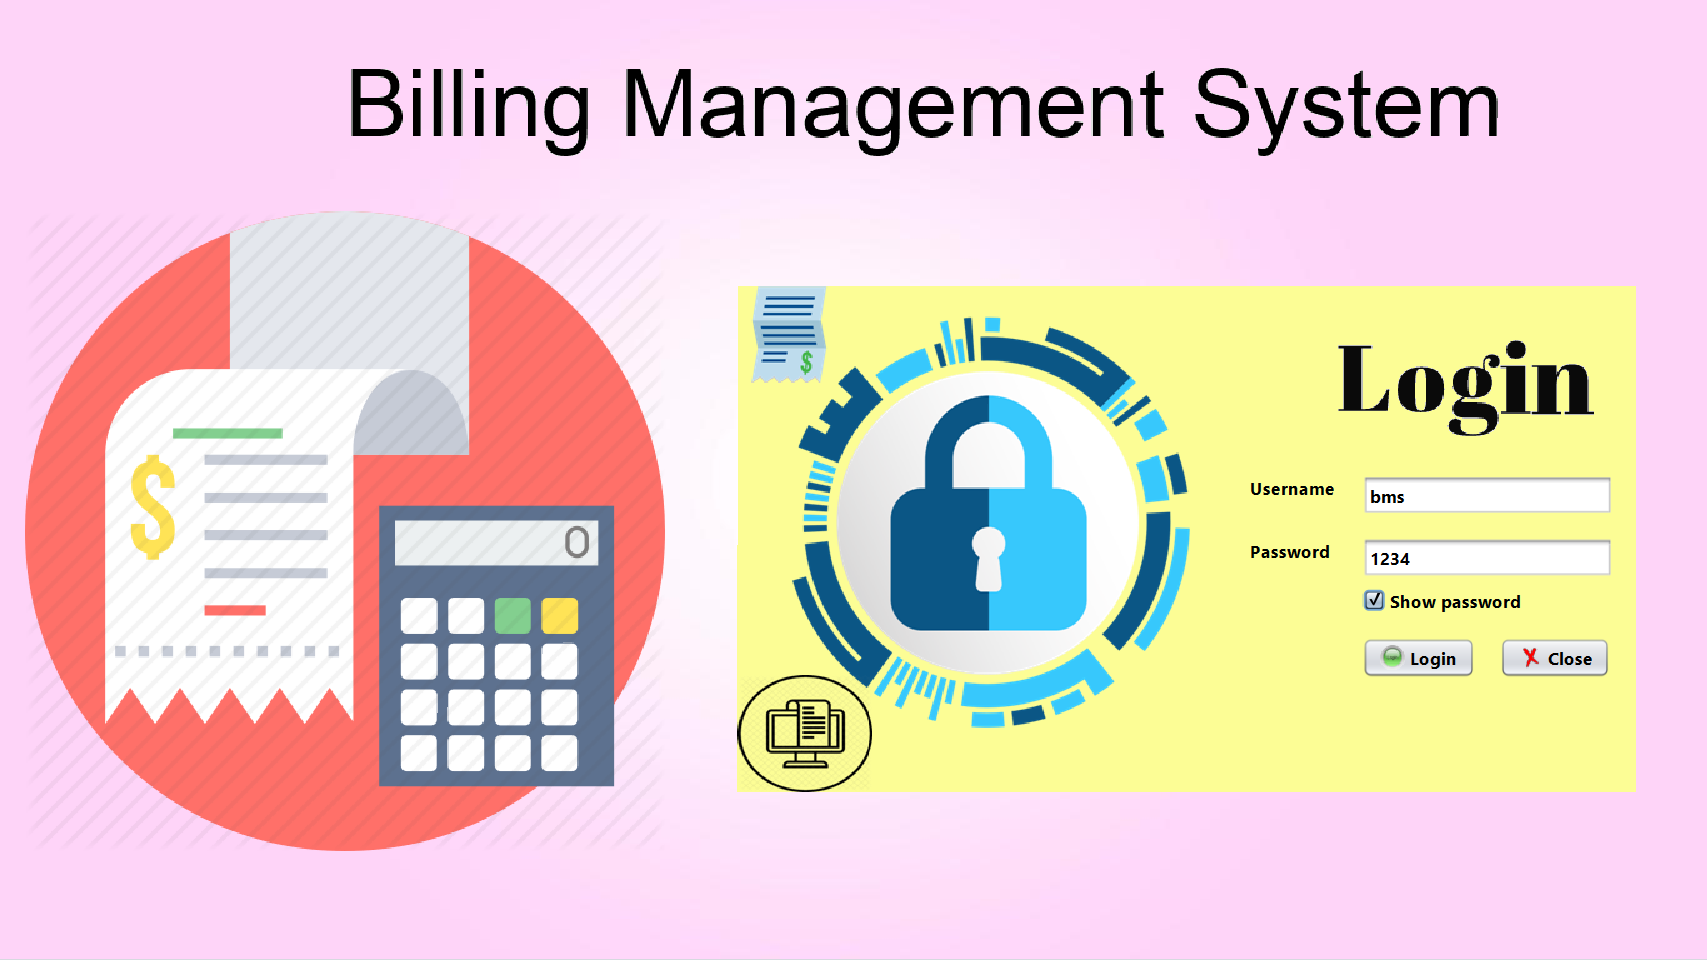 Billing Management System
$
0
$
Login
Username
bms
Password
1234
Show password
Login
Close